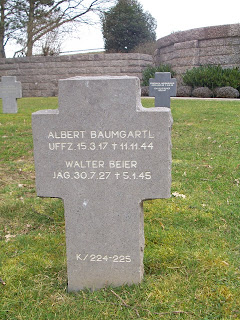 ALBERT BAUMGARTL
UFFZ. 15.3.17 † 11.11.44
WALTER BEIER
JÄG. 30.7.27 † 5.1.45
K/224-225